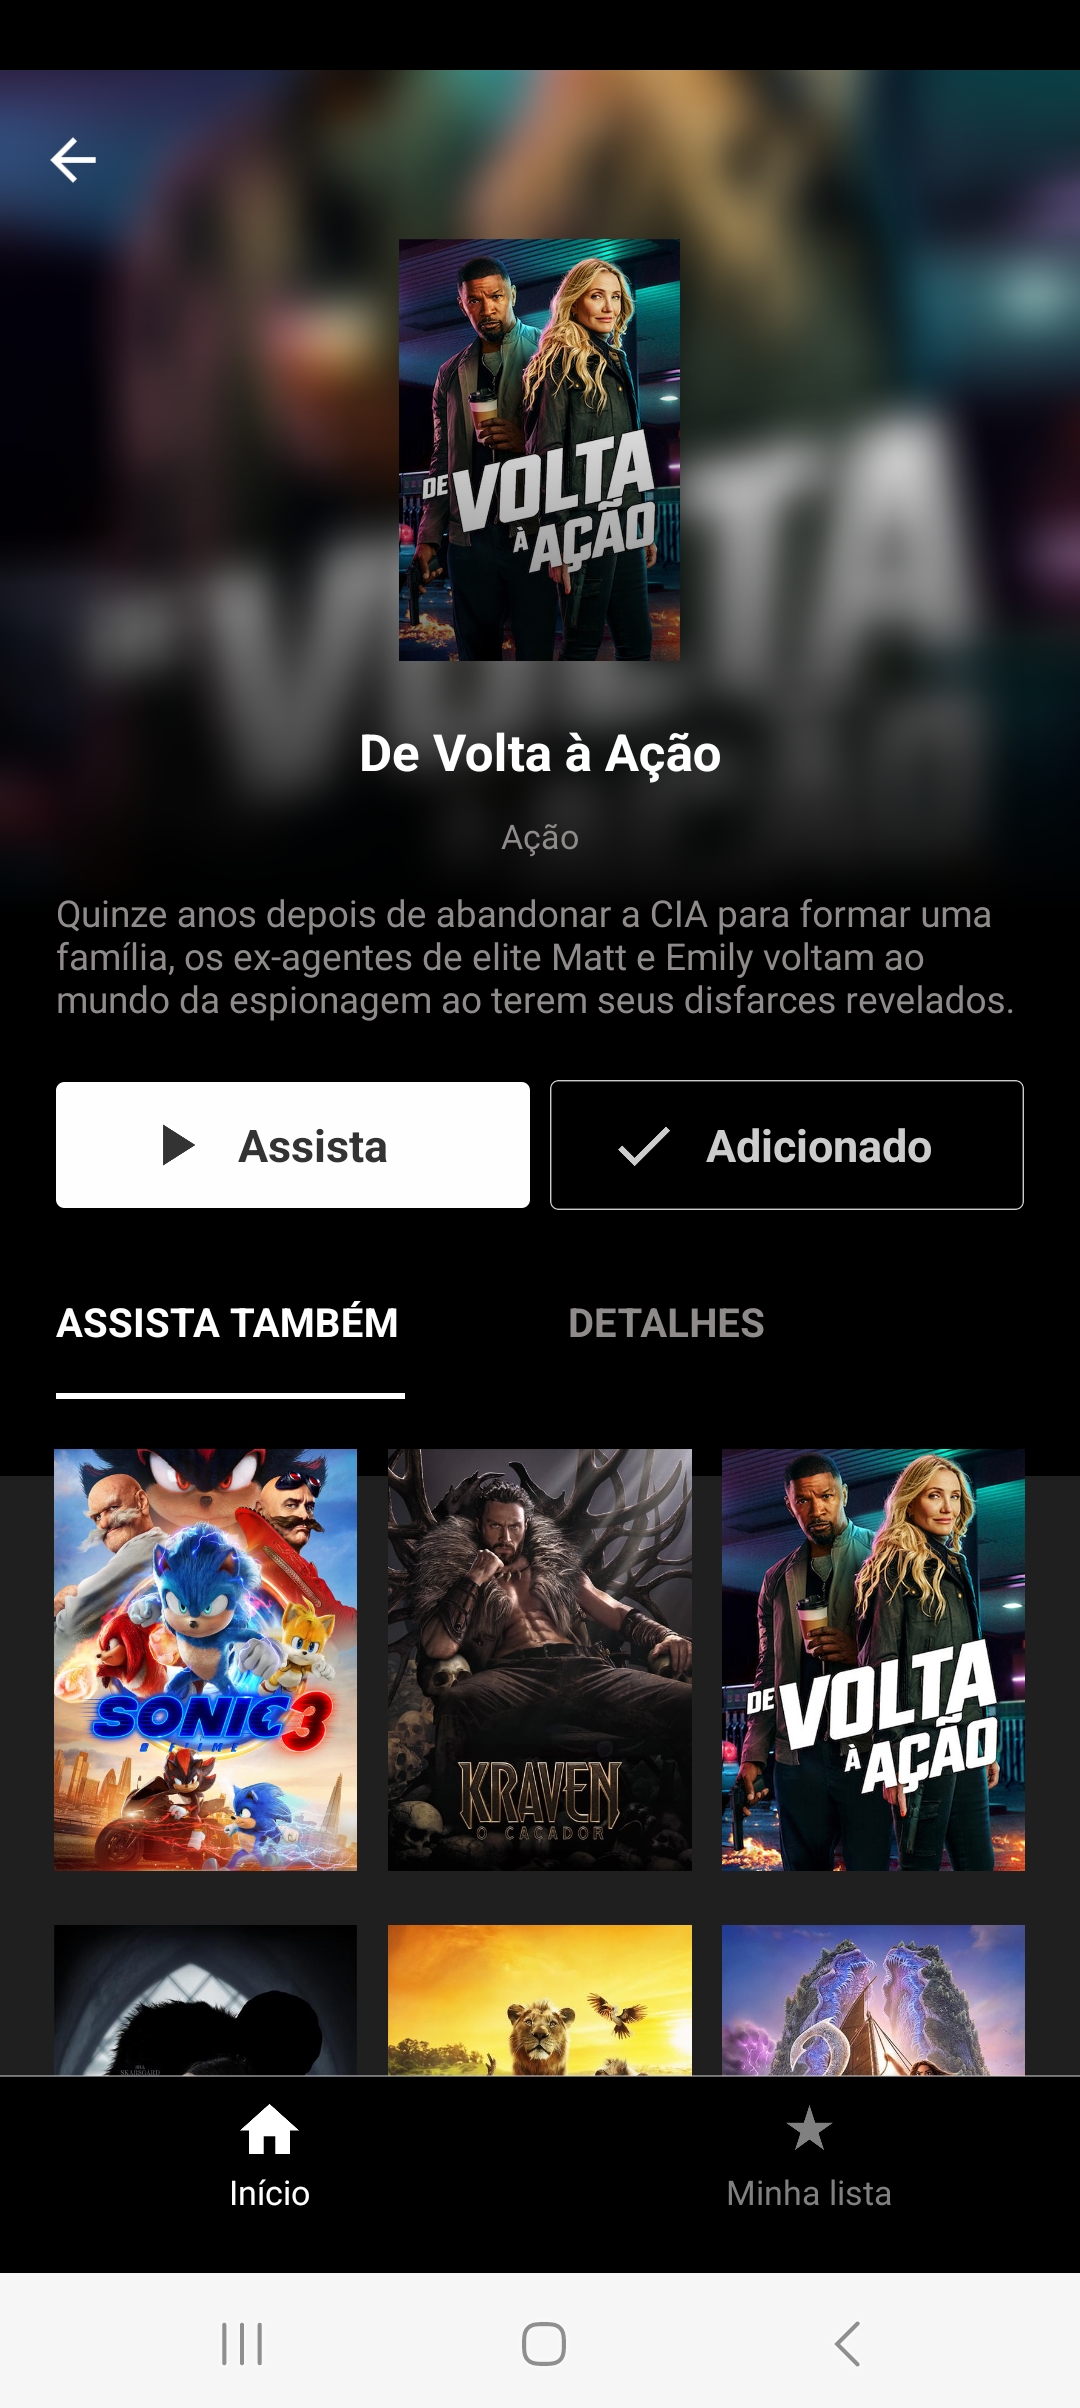 DE VOLTA
À AÇÃO
De Volta à Ação
Ação
Quinze anos depois de abandonar a CIA para formar uma
família, os ex-agentes de elite Matt e Emily voltam ao
mundo da espionagem ao terem seus disfarces revelados.
Assista
Adicionado
ASSISTA TAMBÉM
DETALHES
SONIC 3
O FILME
KRAVEN
O CAÇADOR
DE VOLTA
À AÇÃO
SKARSGÅRD
Início
Minha lista